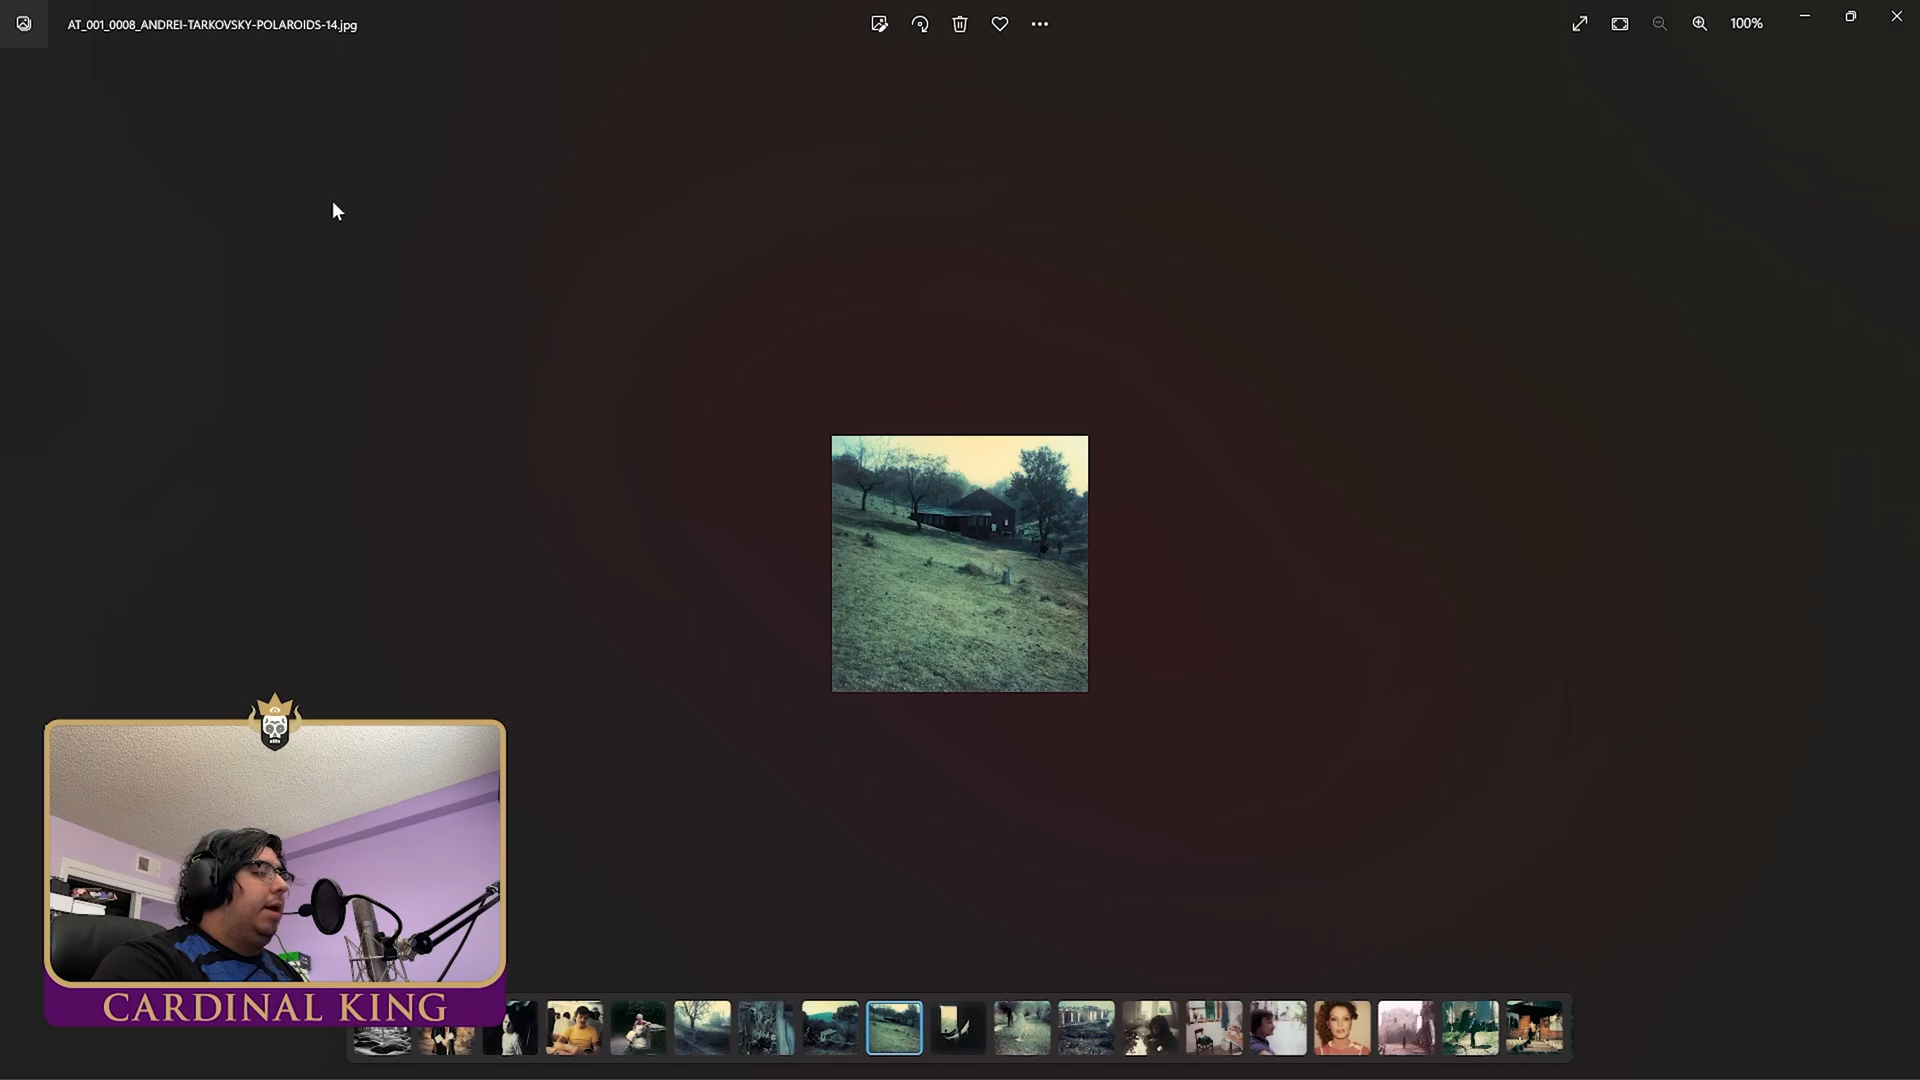 AT_001_0008_ANDREI-TARKOVSKY-POLAROIDS-14.jpg
100%
CARDINAL KING